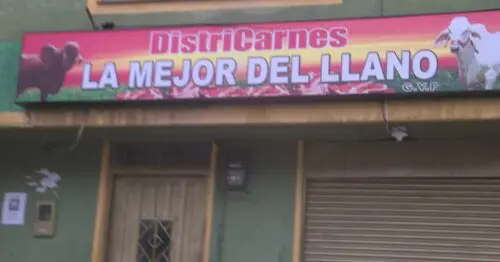 DistriCarnes
LA MEJOR DEL LLANO
G.V.P